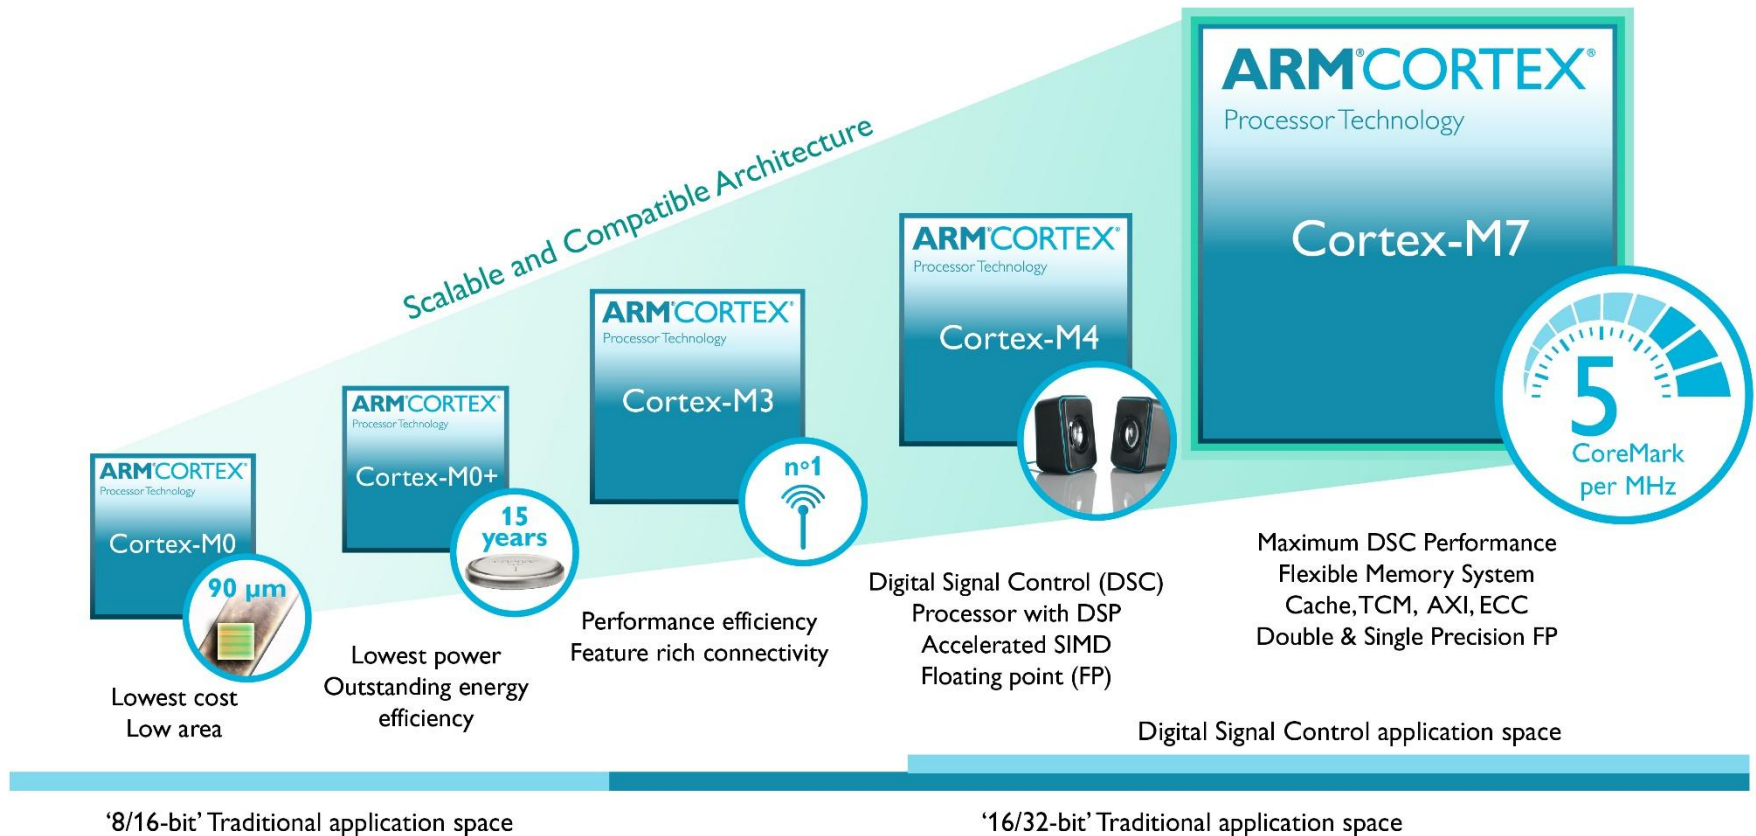 Scalable and Compatible Architecture
ARM®CORTEX®
Processor Technology
Cortex-M0
90 µm
Lowest cost
Low area
ARM®CORTEX®
Processor Technology
Cortex-M0+
15
years
Lowest power
Outstanding energy
efficiency
ARM®CORTEX®
Processor Technology
Cortex-M3
nº1
Performance efficiency
Feature rich connectivity
ARM®CORTEX®
Processor Technology
Cortex-M4
Digital Signal Control (DSC)
Processor with DSP
Accelerated SIMD
Floating point (FP)
ARM®CORTEX®
Processor Technology
Cortex-M7
5
CoreMark
per MHz
Maximum DSC Performance
Flexible Memory System
Cache, TCM, AXI, ECC
Double & Single Precision FP
Digital Signal Control application space
‘8/16-bit’ Traditional application space
‘16/32-bit’ Traditional application space